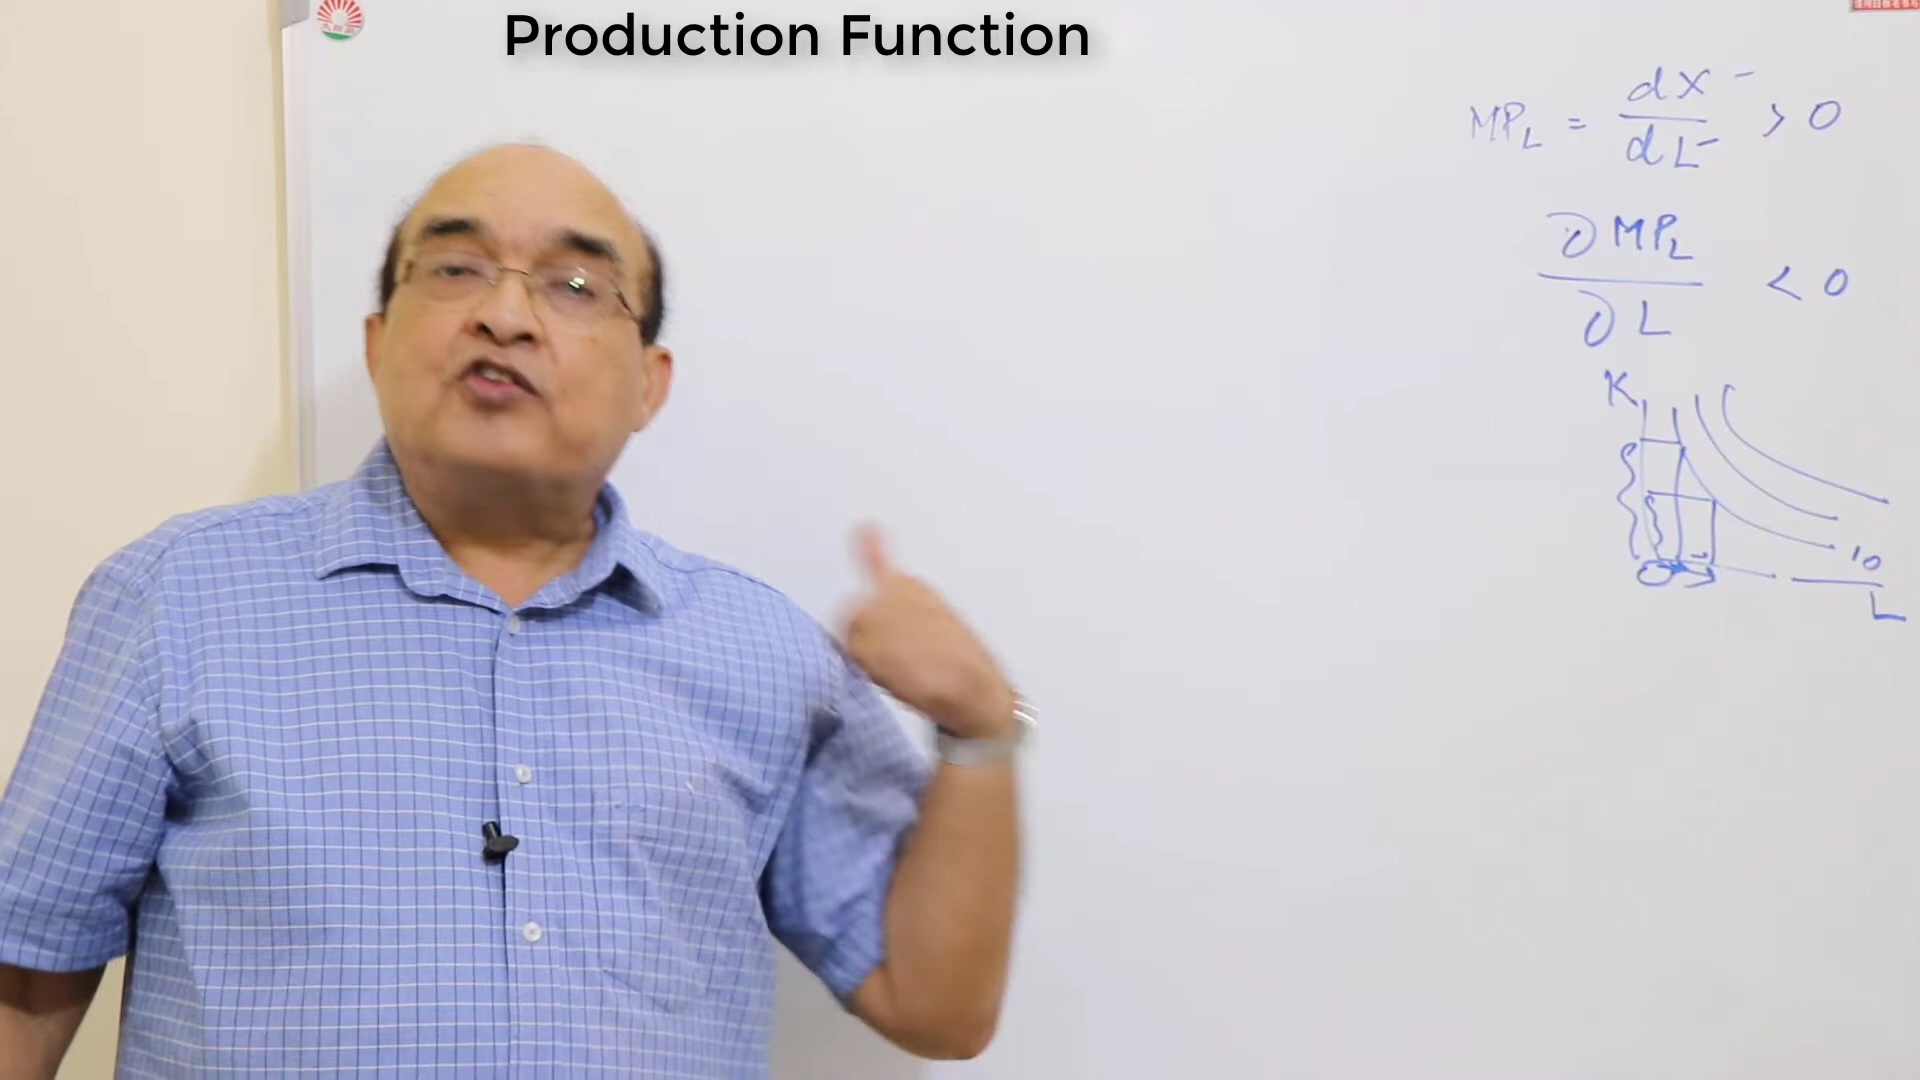 Production Function
MPL = dX / dL > 0
∂MPL / ∂L < 0
K
10
L